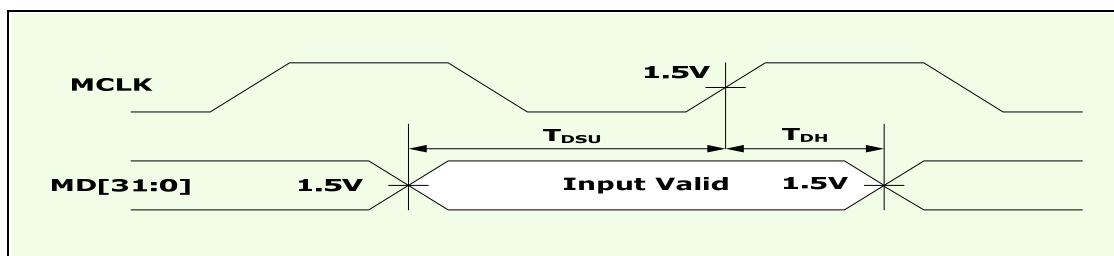 1.5V
MCLK
TDSU
TDH
MD[31:0]
1.5V
Input Valid
1.5V